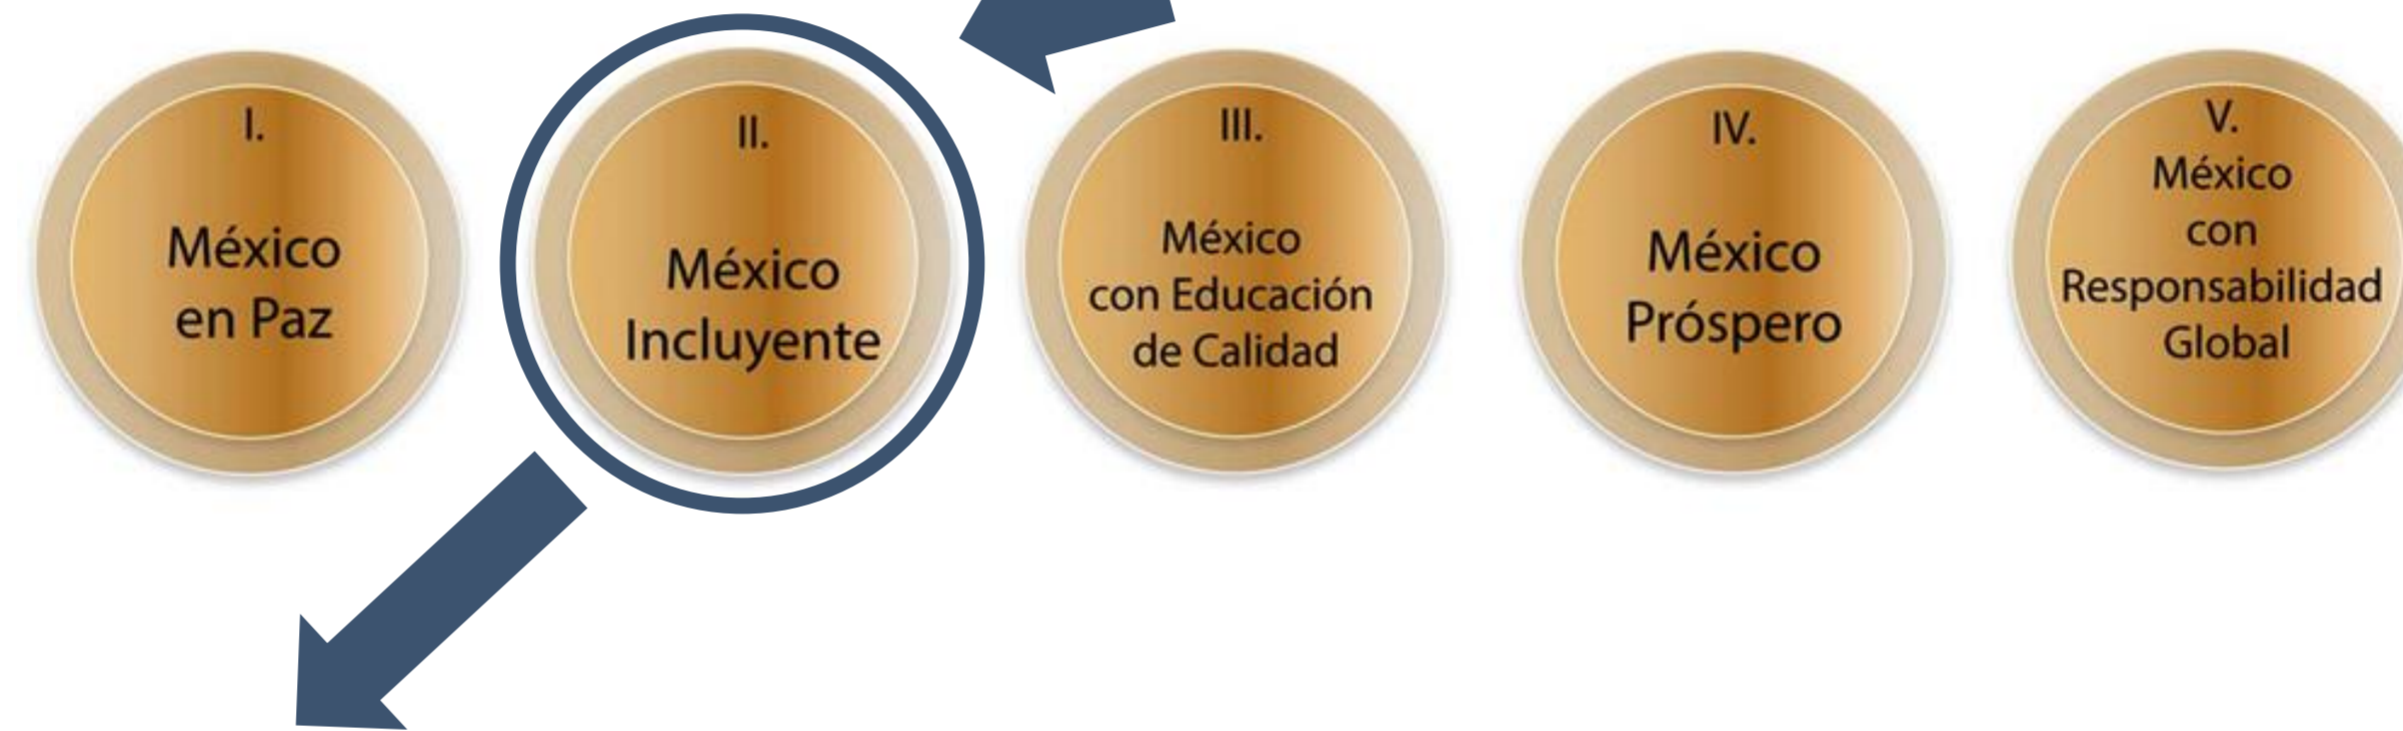 I.
México
en Paz
II.
México
Incluyente
III.
México
con Educación
de Calidad
IV.
México
Próspero
V.
México
con
Responsabilidad
Global